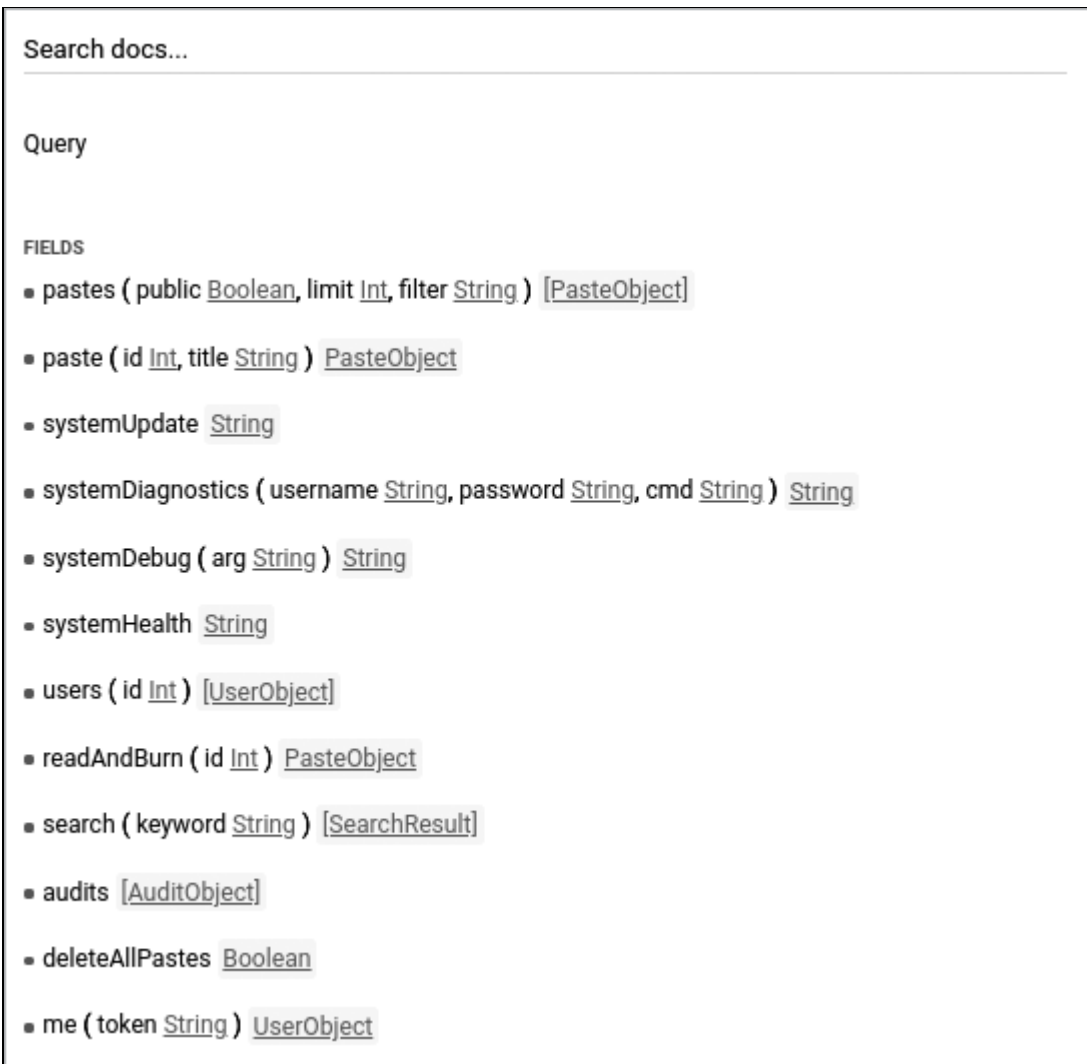 Search docs...
Query
FIELDS
▪ pastes ( public Boolean, limit Int, filter String ) [PasteObject]
▪ paste ( id Int, title String ) PasteObject
▪ systemUpdate String
▪ systemDiagnostics ( username String, password String, cmd String ) String
▪ systemDebug ( arg String ) String
▪ systemHealth String
▪ users ( id Int ) [UserObject]
▪ readAndBurn ( id Int ) PasteObject
▪ search ( keyword String ) [SearchResult]
▪ audits [AuditObject]
▪ deleteAllPastes Boolean
▪ me ( token String ) UserObject